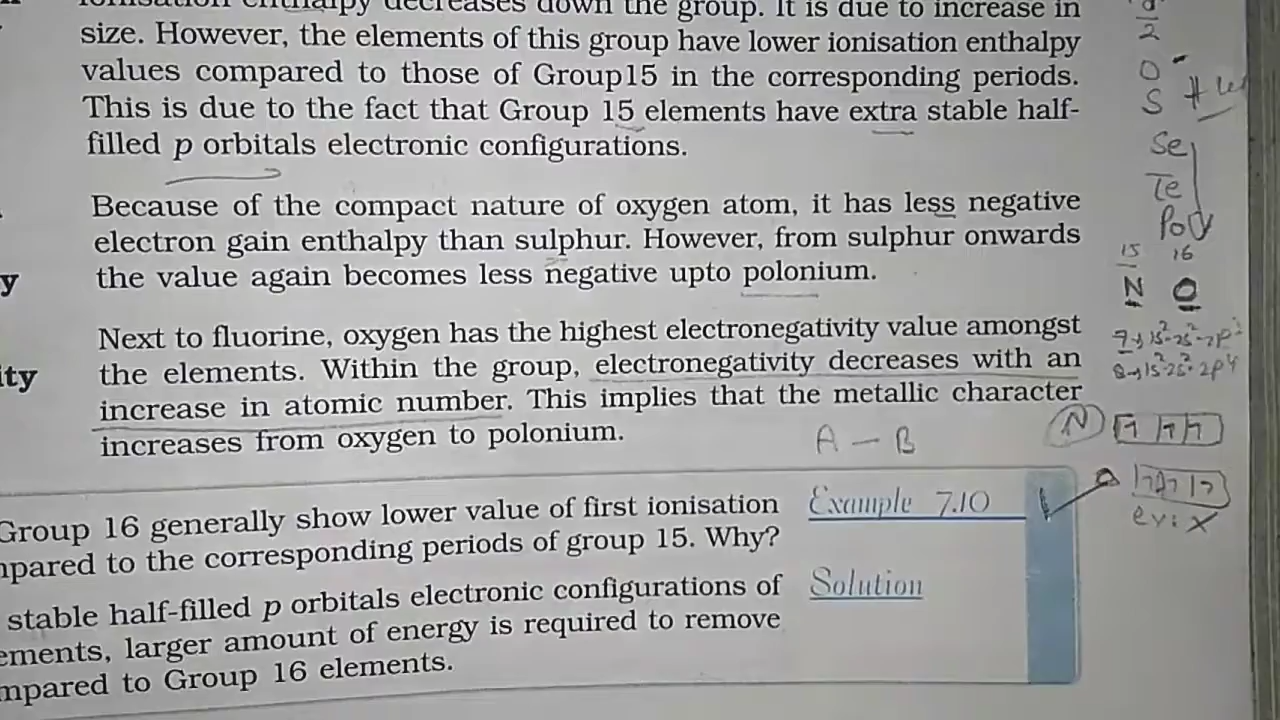 ionisation enthalpy decreases down the group. It is due to increase in
size. However, the elements of this group have lower ionisation enthalpy
values compared to those of Group15 in the corresponding periods.
This is due to the fact that Group 15 elements have extra stable half-
filled p orbitals electronic configurations.
Because of the compact nature of oxygen atom, it has less negative
electron gain enthalpy than sulphur. However, from sulphur onwards
y the value again becomes less negative upto polonium.
Next to fluorine, oxygen has the highest electronegativity value amongst
ity the elements. Within the group, electronegativity decreases with an
increase in atomic number. This implies that the metallic character
increases from oxygen to polonium.
A – B
Group 16 generally show lower value of first ionisation Example 7.10
mpared to the corresponding periods of group 15. Why?
stable half-filled p orbitals electronic configurations of Solution
ements, larger amount of energy is required to remove
mpared to Group 16 elements.
2
O
S
Se
Te
Po
15 16
N O
7→1s²2s²2p³
8→1s²2s²2p⁴
N